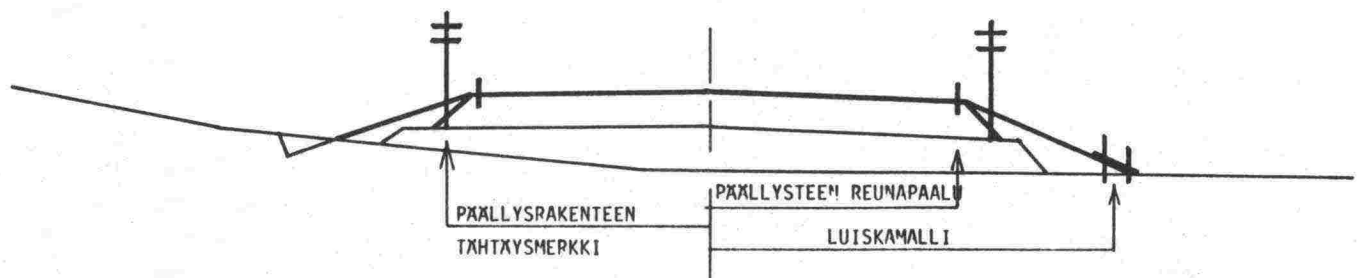 PÄÄLLYSTEEN REUNAPAALU
PÄÄLLYSRAKENTEEN
TÄHTÄYSMERKKI
LUISKAMALLI